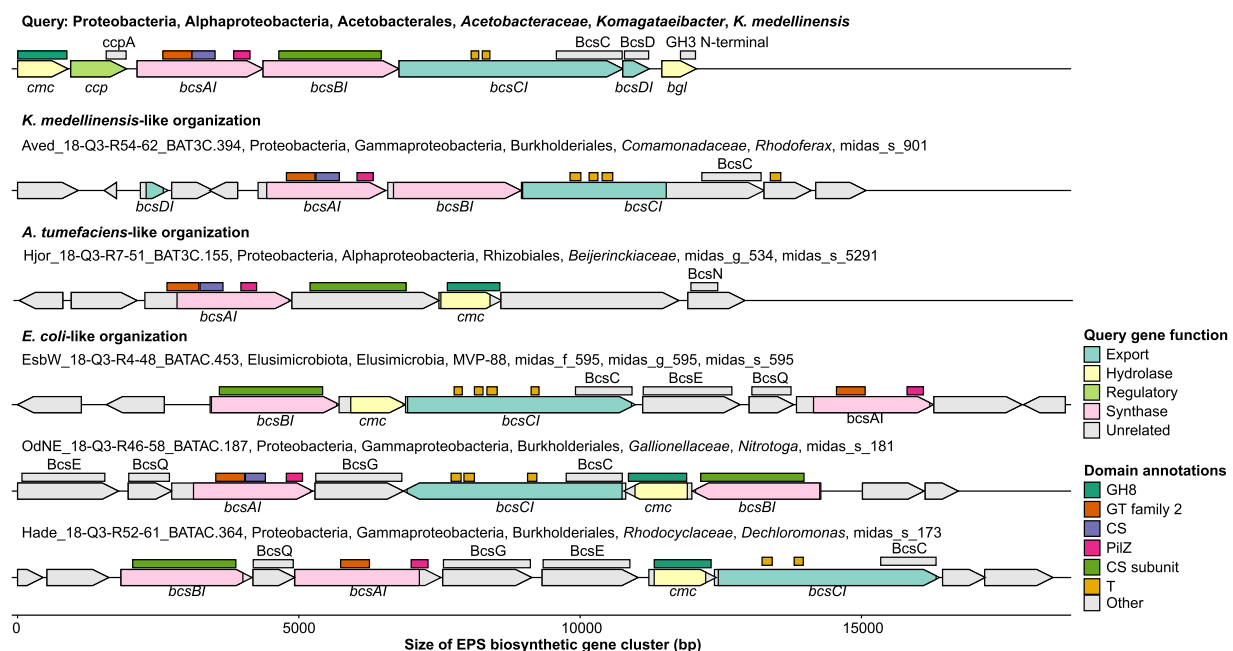 Query: Proteobacteria, Alphaproteobacteria, Acetobacterales, Acetobacteraceae, Komagataeibacter, K. medellinensis
ccpA BcsC BcsD GH3 N-terminal
cmc ccp bcsAI bcsBI bcsCI bcsDI bgl
K. medellinensis-like organization
Aved_18-Q3-R54-62_BAT3C.394, Proteobacteria, Gammaproteobacteria, Burkholderiales, Comamonadaceae, Rhodoferax, midas_s_901
BcsC
bcsDI bcsAI bcsBI bcsCI
A. tumefaciens-like organization
Hjor_18-Q3-R7-51_BAT3C.155, Proteobacteria, Alphaproteobacteria, Rhizobiales, Beijerinckiaceae, midas_g_534, midas_s_5291
BcsN
bcsAI cmc
E. coli-like organization
EsbW_18-Q3-R4-48_BATAC.453, Elusimicrobiota, Elusimicrobia, MVP-88, midas_f_595, midas_g_595, midas_s_595
BcsC BcsE BcsQ
bcsBI cmc bcsCI bcsAI
OdNE_18-Q3-R46-58_BATAC.187, Proteobacteria, Gammaproteobacteria, Burkholderiales, Gallionellaceae, Nitrotoga, midas_s_181
BcsE BcsQ BcsG BcsC
bcsAI bcsCI cmc bcsBI
Hade_18-Q3-R52-61_BATAC.364, Proteobacteria, Gammaproteobacteria, Burkholderiales, Rhodocyclaceae, Dechloromonas, midas_s_173
BcsQ BcsG BcsE BcsC
bcsBI bcsAI cmc bcsCI
0 5000 10000 15000
Size of EPS biosynthetic gene cluster (bp)
Query gene function
Export
Hydrolase
Regulatory
Synthase
Unrelated
Domain annotations
GH8
GT family 2
CS
PilZ
CS subunit
T
Other